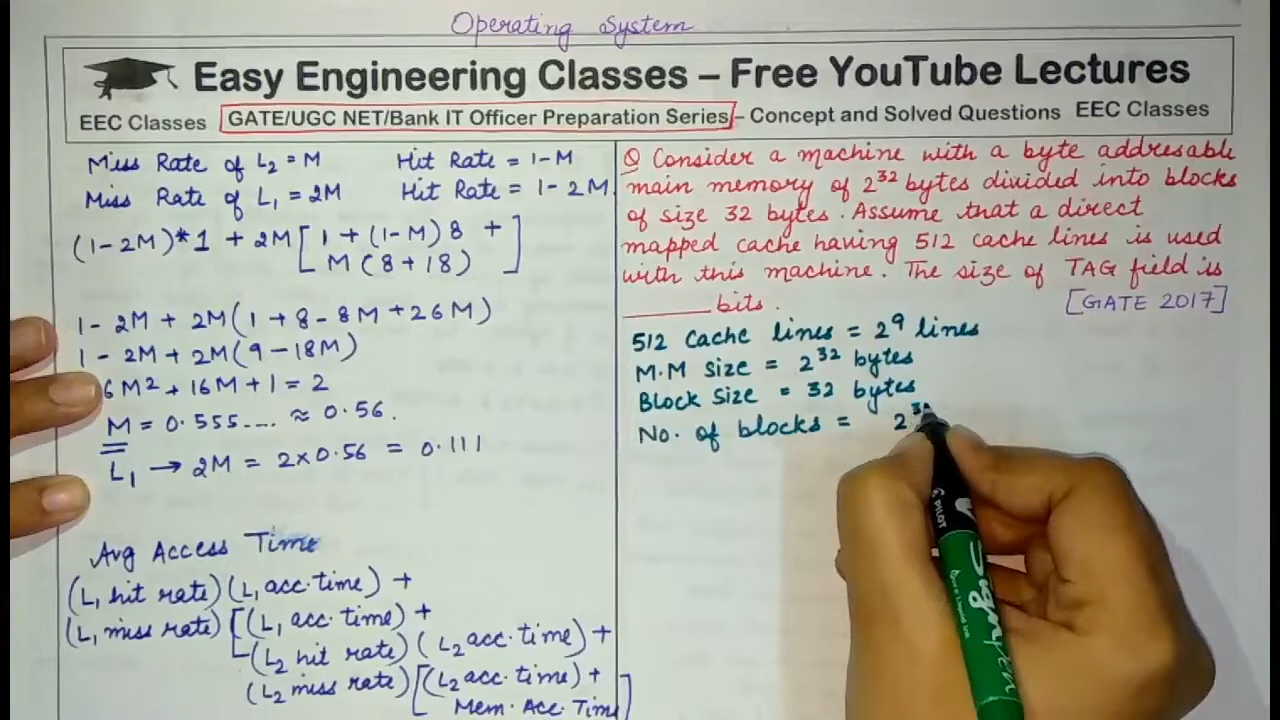 Operating System
Easy Engineering Classes – Free YouTube Lectures
EEC Classes GATE/UGC NET/Bank IT Officer Preparation Series – Concept and Solved Questions EEC Classes
Miss Rate of L₂ = M Hit Rate = 1-M
Miss Rate of L₁ = 2M Hit Rate = 1-2M
(1-2M)*1 + 2M[1+(1-M)8 +
M(8+18)]
1-2M + 2M(1+8-8M+26M)
1-2M + 2M(9-18M)
6M² + 16M + 1 = 2
M = 0.555.... ≈ 0.56.
L₁ → 2M = 2x0.56 = 0.111
Avg Access Time
(L₁ hit rate)(L₁ acc. time) +
(L₁ miss rate)[(L₁ acc. time) +
(L₂ hit rate)(L₂ acc. time) +
(L₂ miss rate)[(L₂ acc. time) +
Mem. Acc. Time]
Q Consider a machine with a byte addresable
main memory of 2³² bytes divided into blocks
of size 32 bytes. Assume that a direct
mapped cache having 512 cache lines is used
with this machine. The size of TAG field is
______ bits.
[GATE 2017]
512 Cache lines = 2⁹ lines
M.M size = 2³² bytes
Block size = 32 bytes
No. of blocks = 2
PILOT